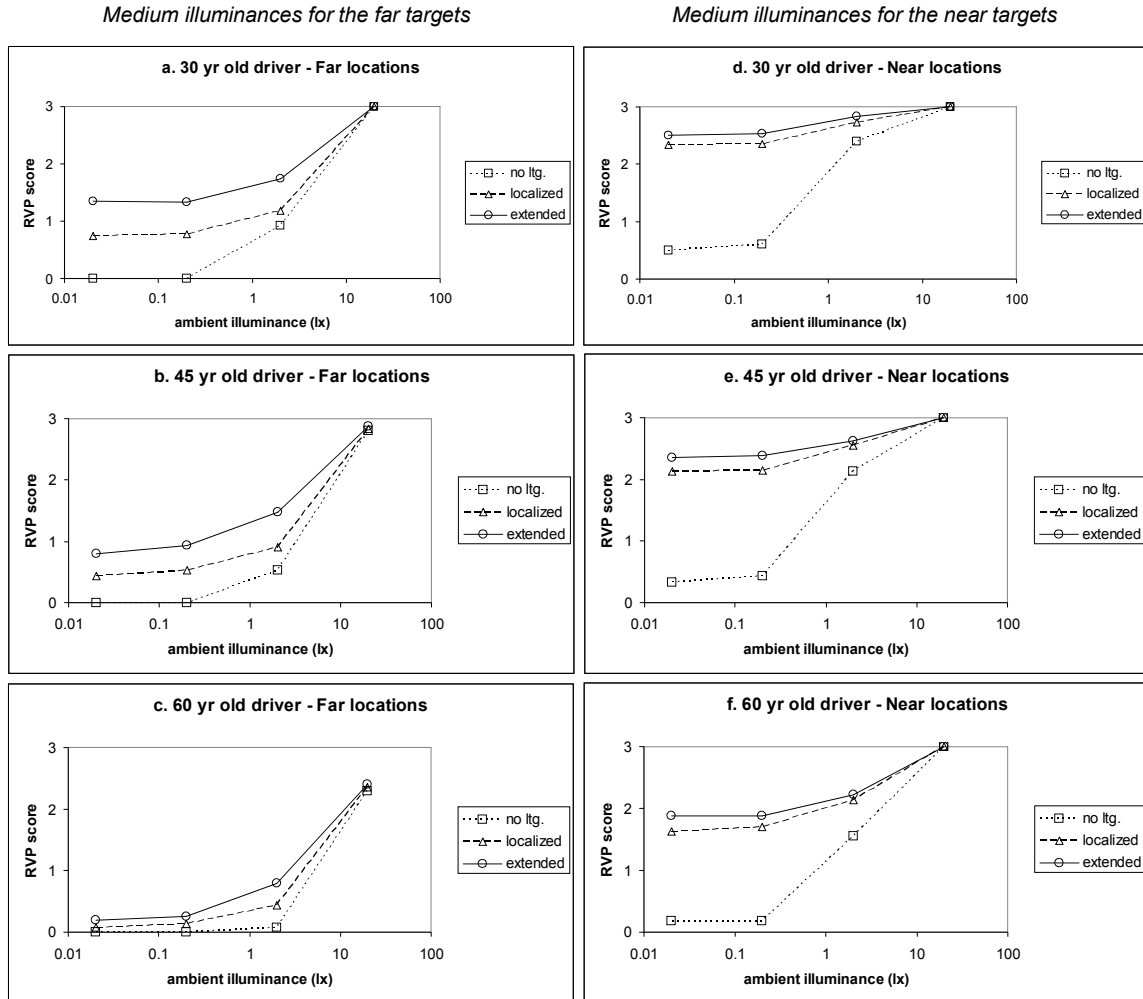 Medium illuminances for the far targets
Medium illuminances for the near targets
a. 30 yr old driver - Far locations
RVP score
3
2
1
0
0.01 0.1 1 10 100
ambient illuminance (lx)
no ltg.
localized
extended
d. 30 yr old driver - Near locations
RVP score
3
2
1
0
0.01 0.1 1 10 100
ambient illuminance (lx)
no ltg.
localized
extended
b. 45 yr old driver - Far locations
RVP score
3
2
1
0
0.01 0.1 1 10 100
ambient illuminance (lx)
no ltg.
localized
extended
e. 45 yr old driver - Near locations
RVP score
3
2
1
0
0.01 0.1 1 10 100
ambient illuminance (lx)
no ltg.
localized
extended
c. 60 yr old driver - Far locations
RVP score
3
2
1
0
0.01 0.1 1 10 100
ambient illuminance (lx)
no ltg.
localized
extended
f. 60 yr old driver - Near locations
RVP score
3
2
1
0
0.01 0.1 1 10 100
ambient illuminance (lx)
no ltg.
localized
extended